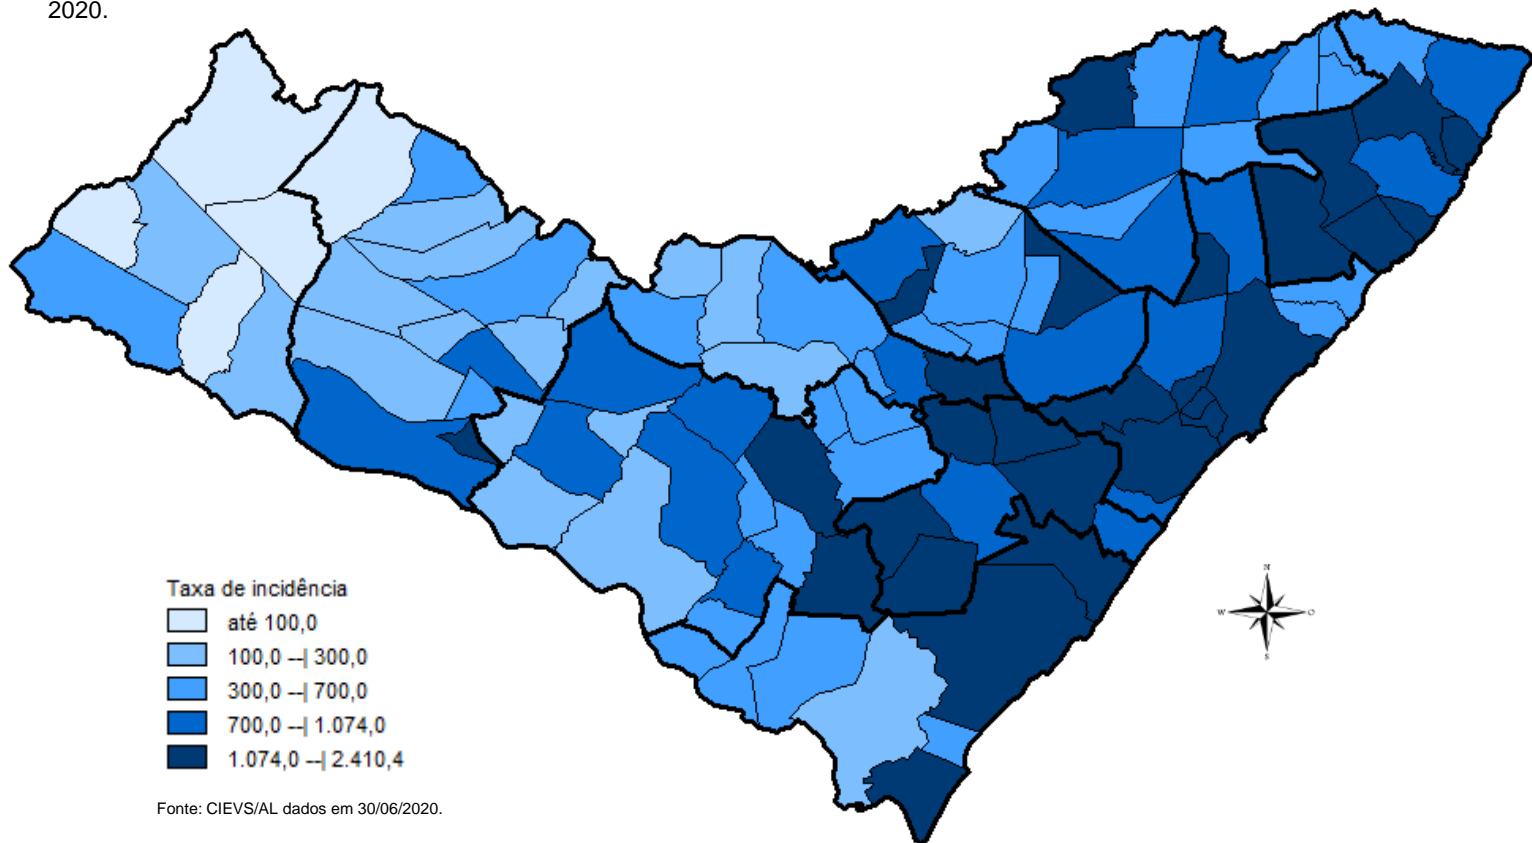 2020.
N
W
O
S
Taxa de incidência
até 100,0
100,0 --| 300,0
300,0 --| 700,0
700,0 --| 1.074,0
1.074,0 --| 2.410,4
Fonte: CIEVS/AL dados em 30/06/2020.